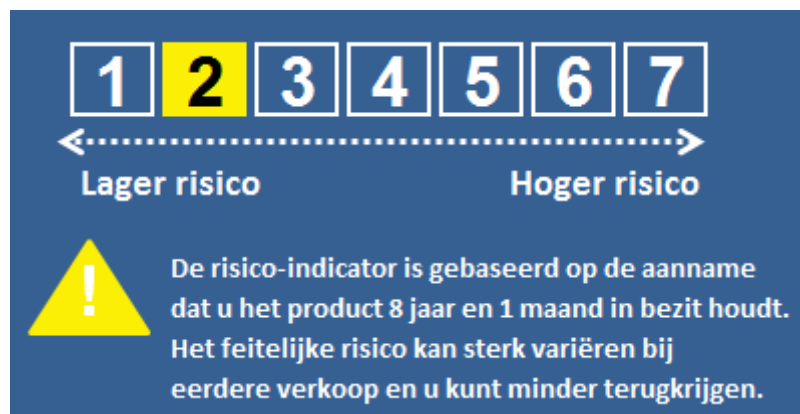 1 2 3 4 5 6 7
Lager risico Hoger risico
! De risico-indicator is gebaseerd op de aanname
dat u het product 8 jaar en 1 maand in bezit houdt.
Het feitelijke risico kan sterk variëren bij
eerdere verkoop en u kunt minder terugkrijgen.